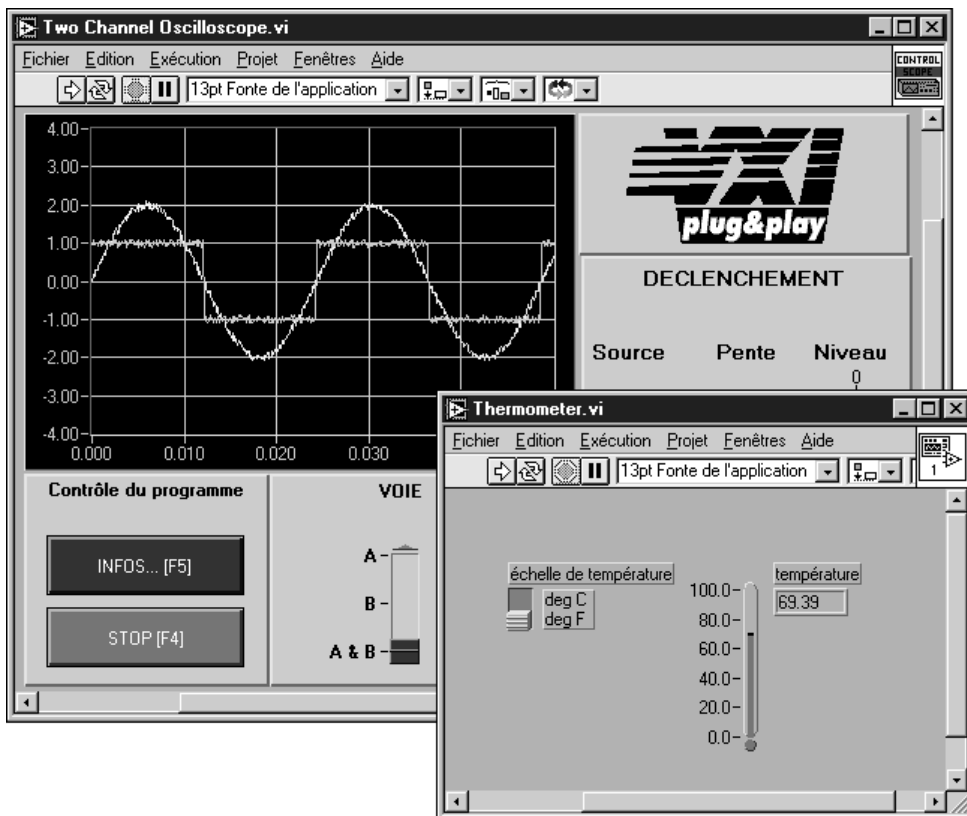 Two Channel Oscilloscope.vi
Fichier Edition Exécution Projet Fenêtres Aide
CONTROL
SCOPE
13pt Fonte de l'application
4.00
3.00
2.00
1.00
0.00
-1.00
-2.00
-3.00
-4.00
0.000 0.010 0.020 0.030
VXI
plug&play
DECLENCHEMENT
Source Pente Niveau
0
Contrôle du programme
INFOS... [F5]
STOP [F4]
VOIE
A
B
A & B
Thermometer.vi
Fichier Edition Exécution Projet Fenêtres Aide
13pt Fonte de l'application
1
échelle de température
deg C
deg F
100.0
80.0
60.0
40.0
20.0
0.0
température
69.39